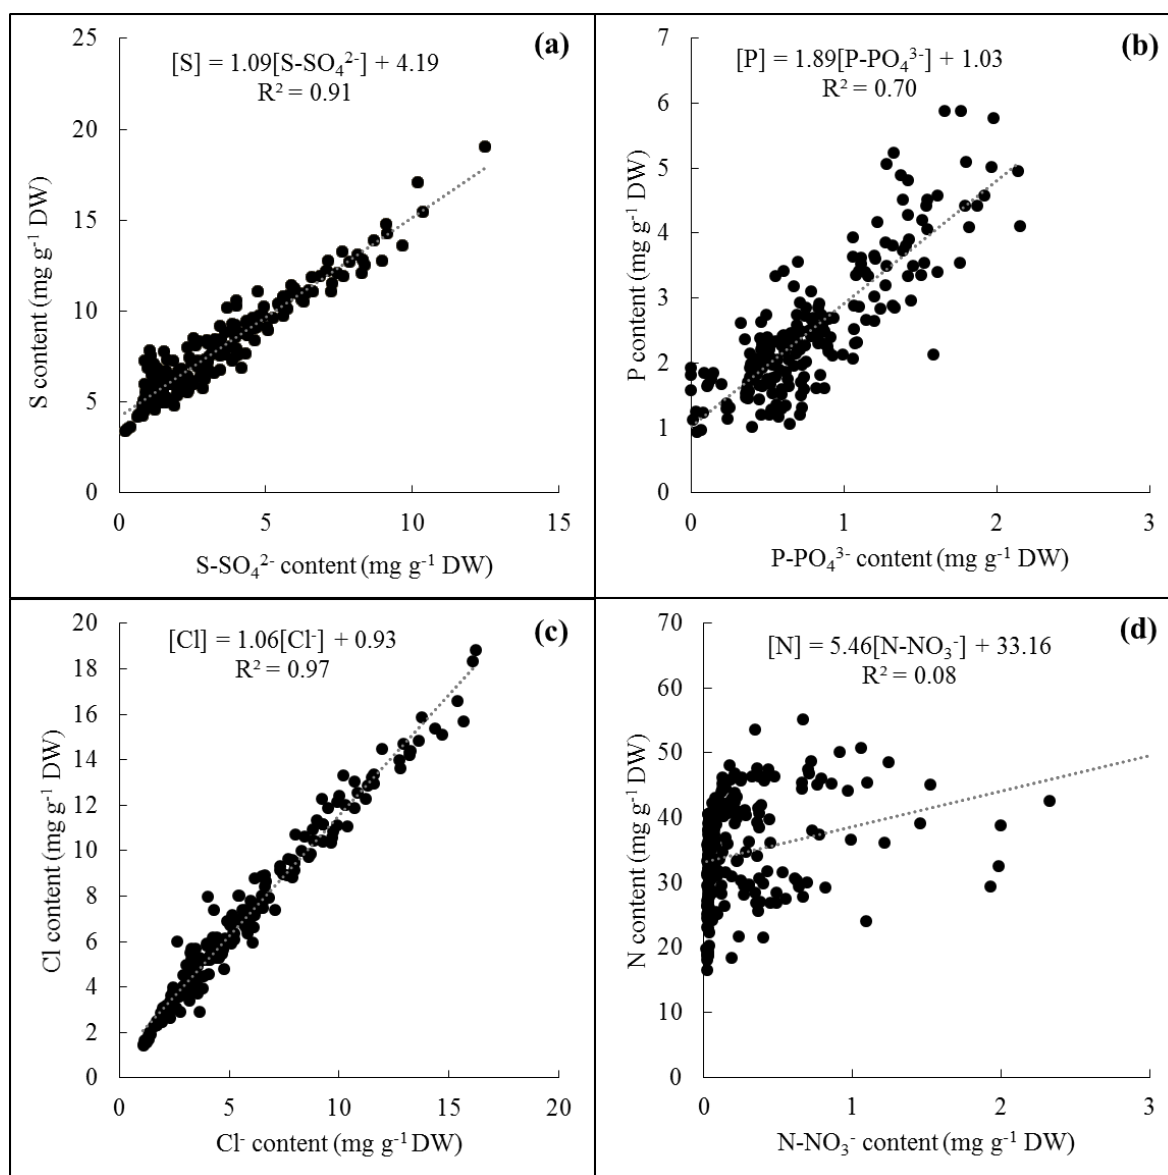 (a)
[S] = 1.09[S-SO₄²⁻] + 4.19
R² = 0.91
S content (mg g⁻¹ DW)
25
20
15
10
5
0
0 5 10 15
S-SO₄²⁻ content (mg g⁻¹ DW)
(b)
[P] = 1.89[P-PO₄³⁻] + 1.03
R² = 0.70
P content (mg g⁻¹ DW)
7
6
5
4
3
2
1
0
0 1 2 3
P-PO₄³⁻ content (mg g⁻¹ DW)
(c)
[Cl] = 1.06[Cl⁻] + 0.93
R² = 0.97
Cl content (mg g⁻¹ DW)
20
18
16
14
12
10
8
6
4
2
0
0 5 10 15 20
Cl⁻ content (mg g⁻¹ DW)
(d)
[N] = 5.46[N-NO₃⁻] + 33.16
R² = 0.08
N content (mg g⁻¹ DW)
70
60
50
40
30
20
10
0
0 1 2 3
N-NO₃⁻ content (mg g⁻¹ DW)